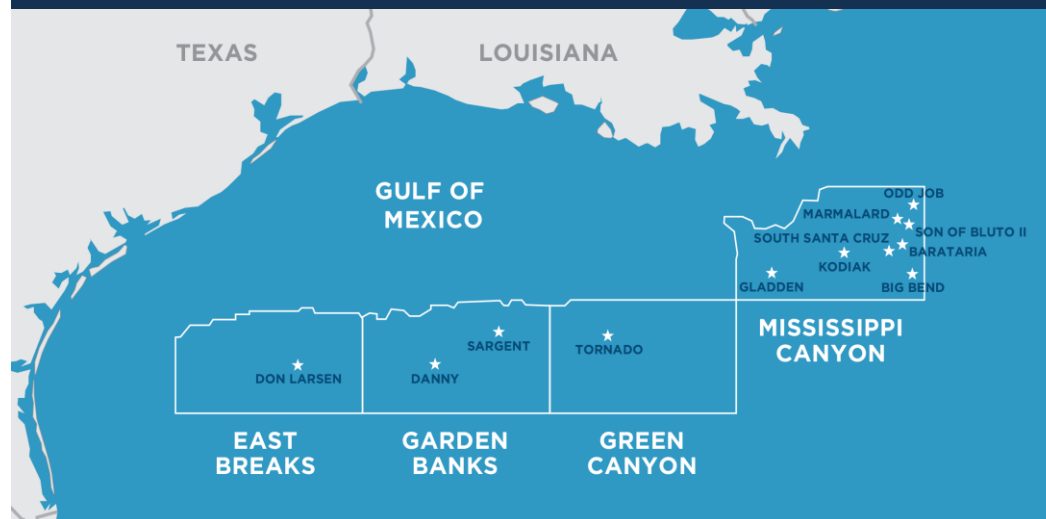 TEXAS
LOUISIANA
GULF OF
MEXICO
ODD JOB
MARMALARD
SON OF BLUTO II
SOUTH SANTA CRUZ
BARATARIA
KODIAK
GLADDEN
BIG BEND
MISSISSIPPI
CANYON
SARGENT
TORNADO
DON LARSEN
DANNY
EAST
BREAKS
GARDEN
BANKS
GREEN
CANYON